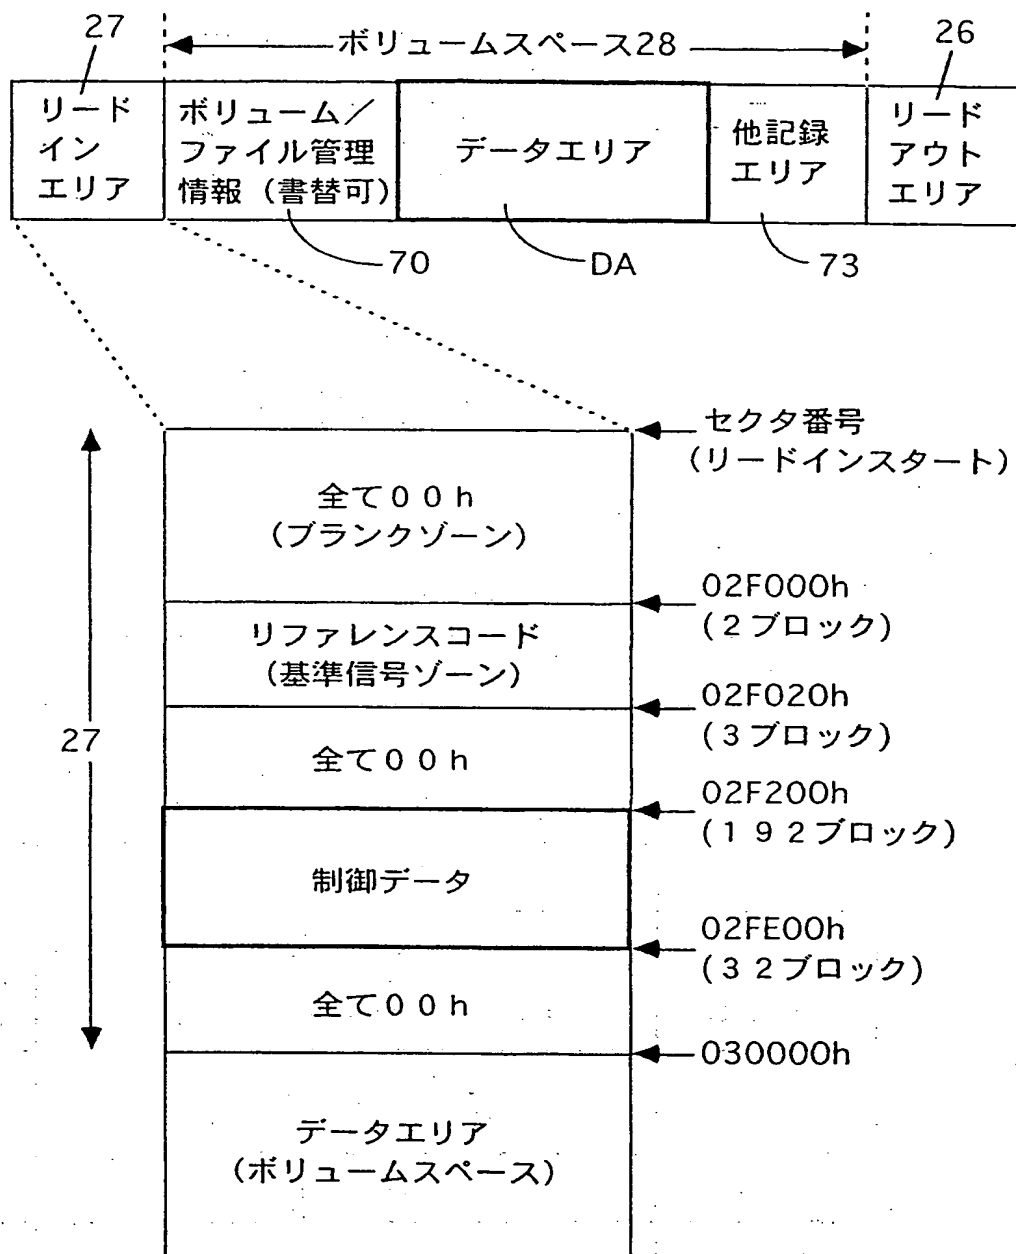 27
ボリュームスペース28
26
リード
イン
エリア
ボリューム／
ファイル管理
情報（書替可）
データエリア
他記録
エリア
リード
アウト
エリア
70
DA
73
セクタ番号
（リードインスタート）
全て００ｈ
（ブランクゾーン）
02F000h
（２ブロック）
リファレンスコード
（基準信号ゾーン）
02F020h
（３ブロック）
27
全て００ｈ
02F200h
（１９２ブロック）
制御データ
02FE00h
（３２ブロック）
全て００ｈ
030000h
データエリア
（ボリュームスペース）